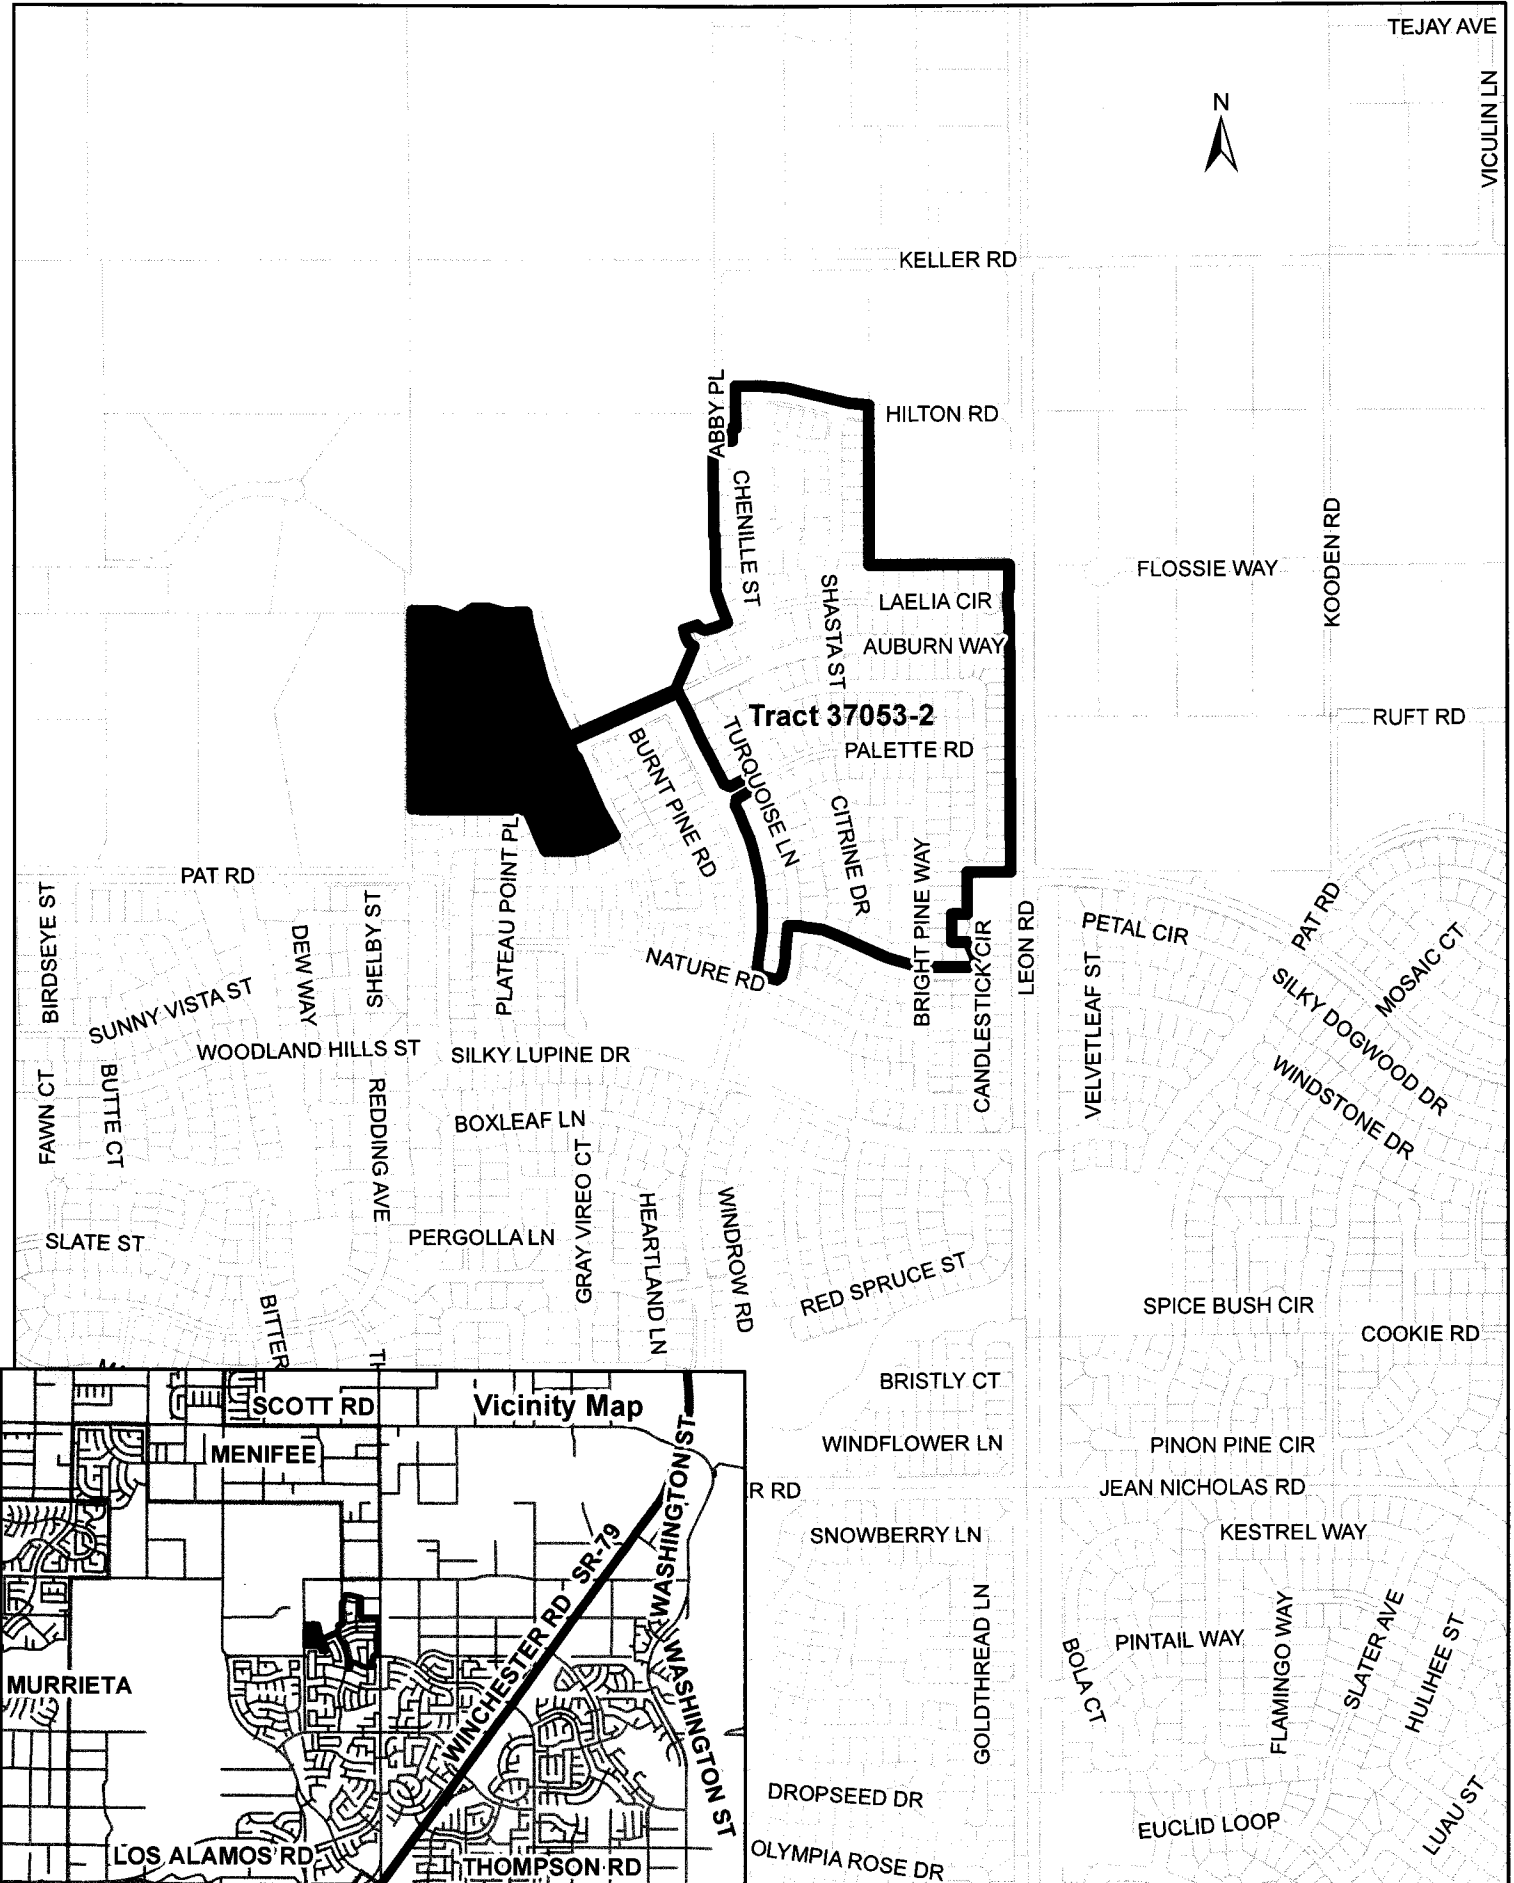 TEJAY AVE
VICULIN LN
N
KELLER RD
ABBY PL
HILTON RD
CHENILLE ST
KOODEN RD
FLOSSIE WAY
SHASTA ST
LAELIA CIR
AUBURN WAY
Tract 37053-2
RUFT RD
TURQUOISE LN
BURNT PINE RD
PALETTE RD
CITRINE DR
PLATEAU POINT PL
BRIGHT PINE WAY
PAT RD
BIRDSEYE ST
SHELBY ST
DEW WAY
NATURE RD
CANDLESTICK CIR
LEON RD
PETAL CIR
PAT RD
MOSAIC CT
SILKY DOGWOOD DR
VELVETLEAF ST
SUNNY VISTA ST
WOODLAND HILLS ST
SILKY LUPINE DR
WINDSTONE DR
FAWN CT
BUTTE CT
REDDING AVE
BOXLEAF LN
GRAY VIREO CT
HEARTLAND LN
WINDROW RD
SLATE ST
PERGOLLA LN
RED SPRUCE ST
BITTER
TH
SPICE BUSH CIR
COOKIE RD
BRISTLY CT
WINDFLOWER LN
PINON PINE CIR
R RD
JEAN NICHOLAS RD
SNOWBERRY LN
KESTREL WAY
GOLDTHREAD LN
BOLA CT
PINTAIL WAY
FLAMINGO WAY
SLATER AVE
HULIHEE ST
DROPSEED DR
EUCLID LOOP
LUAU ST
OLYMPIA ROSE DR
SCOTT RD
Vicinity Map
MENIFEE
WASHINGTON ST
WINCHESTER RD SR-79
MURRIETA
WASHINGTON ST
LOS ALAMOS RD
THOMPSON RD